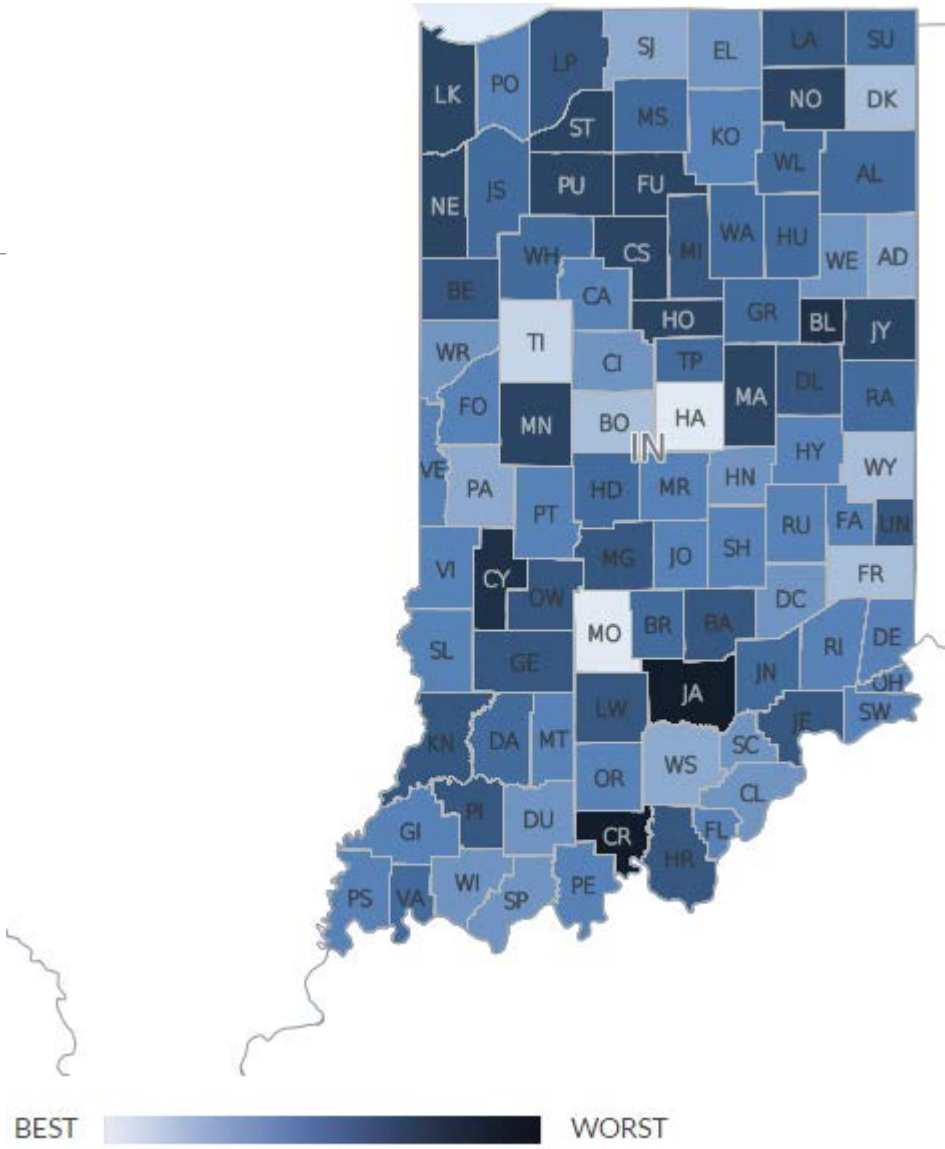 SJ EL LA SU
LK PO LP
NO DK
ST MS KO
WL AL
NE JS PU FU
WH CS MI WA HU WE AD
BE CA
HO GR BL JY
TI
WR CI TP
MA DL RA
FO MN BO HA
IN
HY WY
VE PA HD MR HN
PT RU FA UN
VI CY MG JO SH
OW DC FR
MO BR BA
SL GE JN RI DE
LW JA OH
KN DA MT JE SW
OR WS SC
PI DU CL
GI CR FL
HR
PS VA WI SP PE
BEST WORST